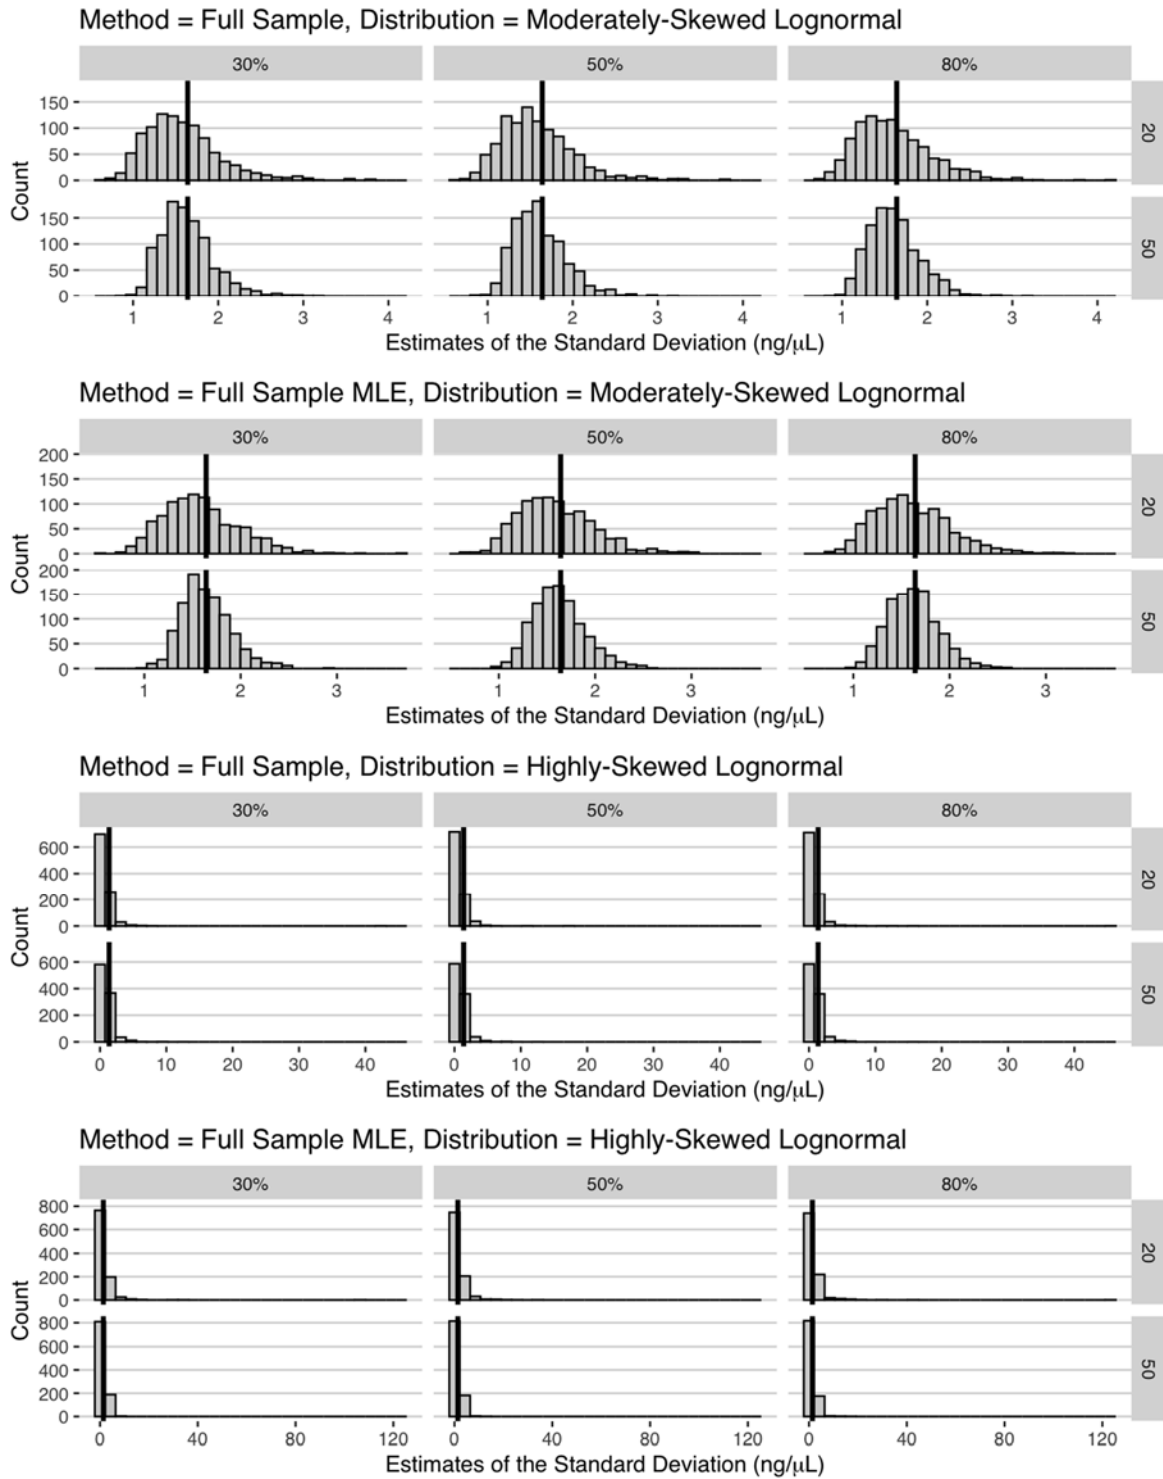 Method = Full Sample, Distribution = Moderately-Skewed Lognormal
30% 50% 80%
150
100
50
0
20
150
100
50
0
50
Count
1 2 3 4 1 2 3 4 1 2 3 4
Estimates of the Standard Deviation (ng/μL)
Method = Full Sample MLE, Distribution = Moderately-Skewed Lognormal
30% 50% 80%
200
150
100
50
0
20
200
150
100
50
0
50
Count
1 2 3 1 2 3 1 2 3
Estimates of the Standard Deviation (ng/μL)
Method = Full Sample, Distribution = Highly-Skewed Lognormal
30% 50% 80%
600
400
200
0
20
600
400
200
0
50
Count
0 10 20 30 40 0 10 20 30 40 0 10 20 30 40
Estimates of the Standard Deviation (ng/μL)
Method = Full Sample MLE, Distribution = Highly-Skewed Lognormal
30% 50% 80%
800
600
400
200
0
20
800
600
400
200
0
50
Count
0 40 80 120 0 40 80 120 0 40 80 120
Estimates of the Standard Deviation (ng/μL)